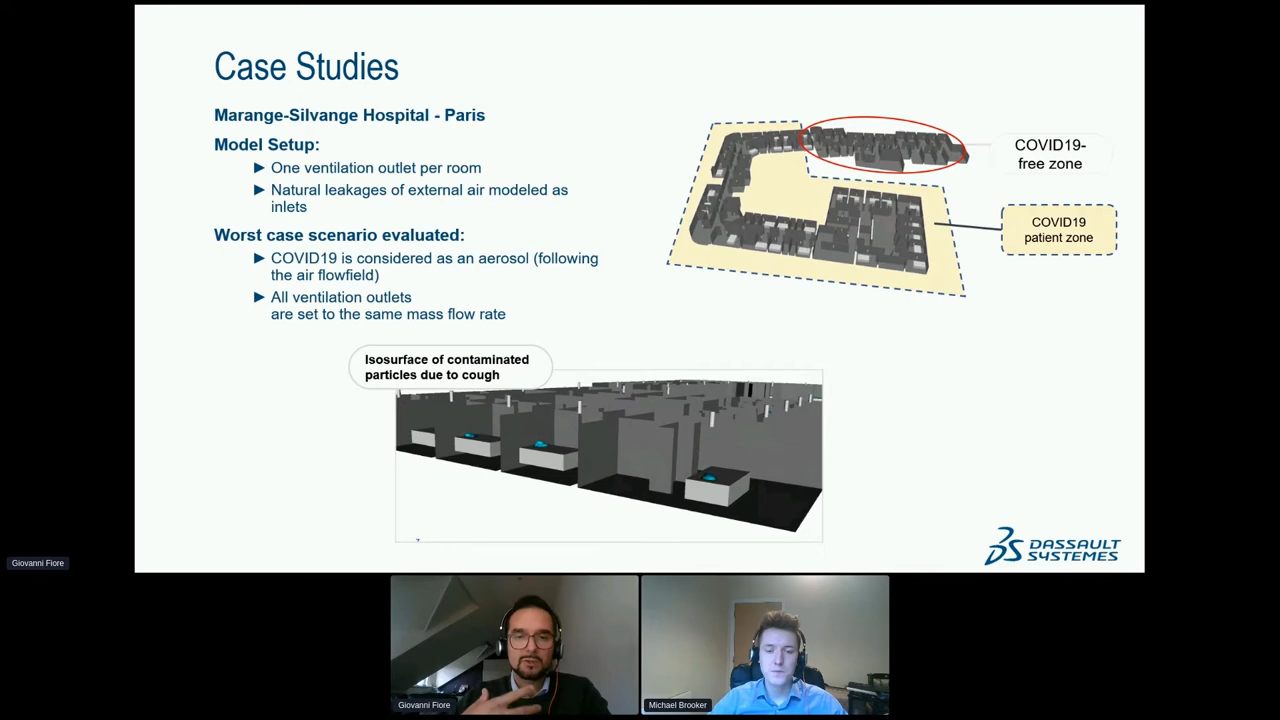 Case Studies
Marange-Silvange Hospital - Paris
Model Setup:
► One ventilation outlet per room
► Natural leakages of external air modeled as
inlets
Worst case scenario evaluated:
► COVID19 is considered as an aerosol (following
the air flowfield)
► All ventilation outlets
are set to the same mass flow rate
COVID19-
free zone
COVID19
patient zone
Isosurface of contaminated
particles due to cough
DASSAULT
SYSTEMES
Giovanni Fiore
Giovanni Fiore
Michael Brooker